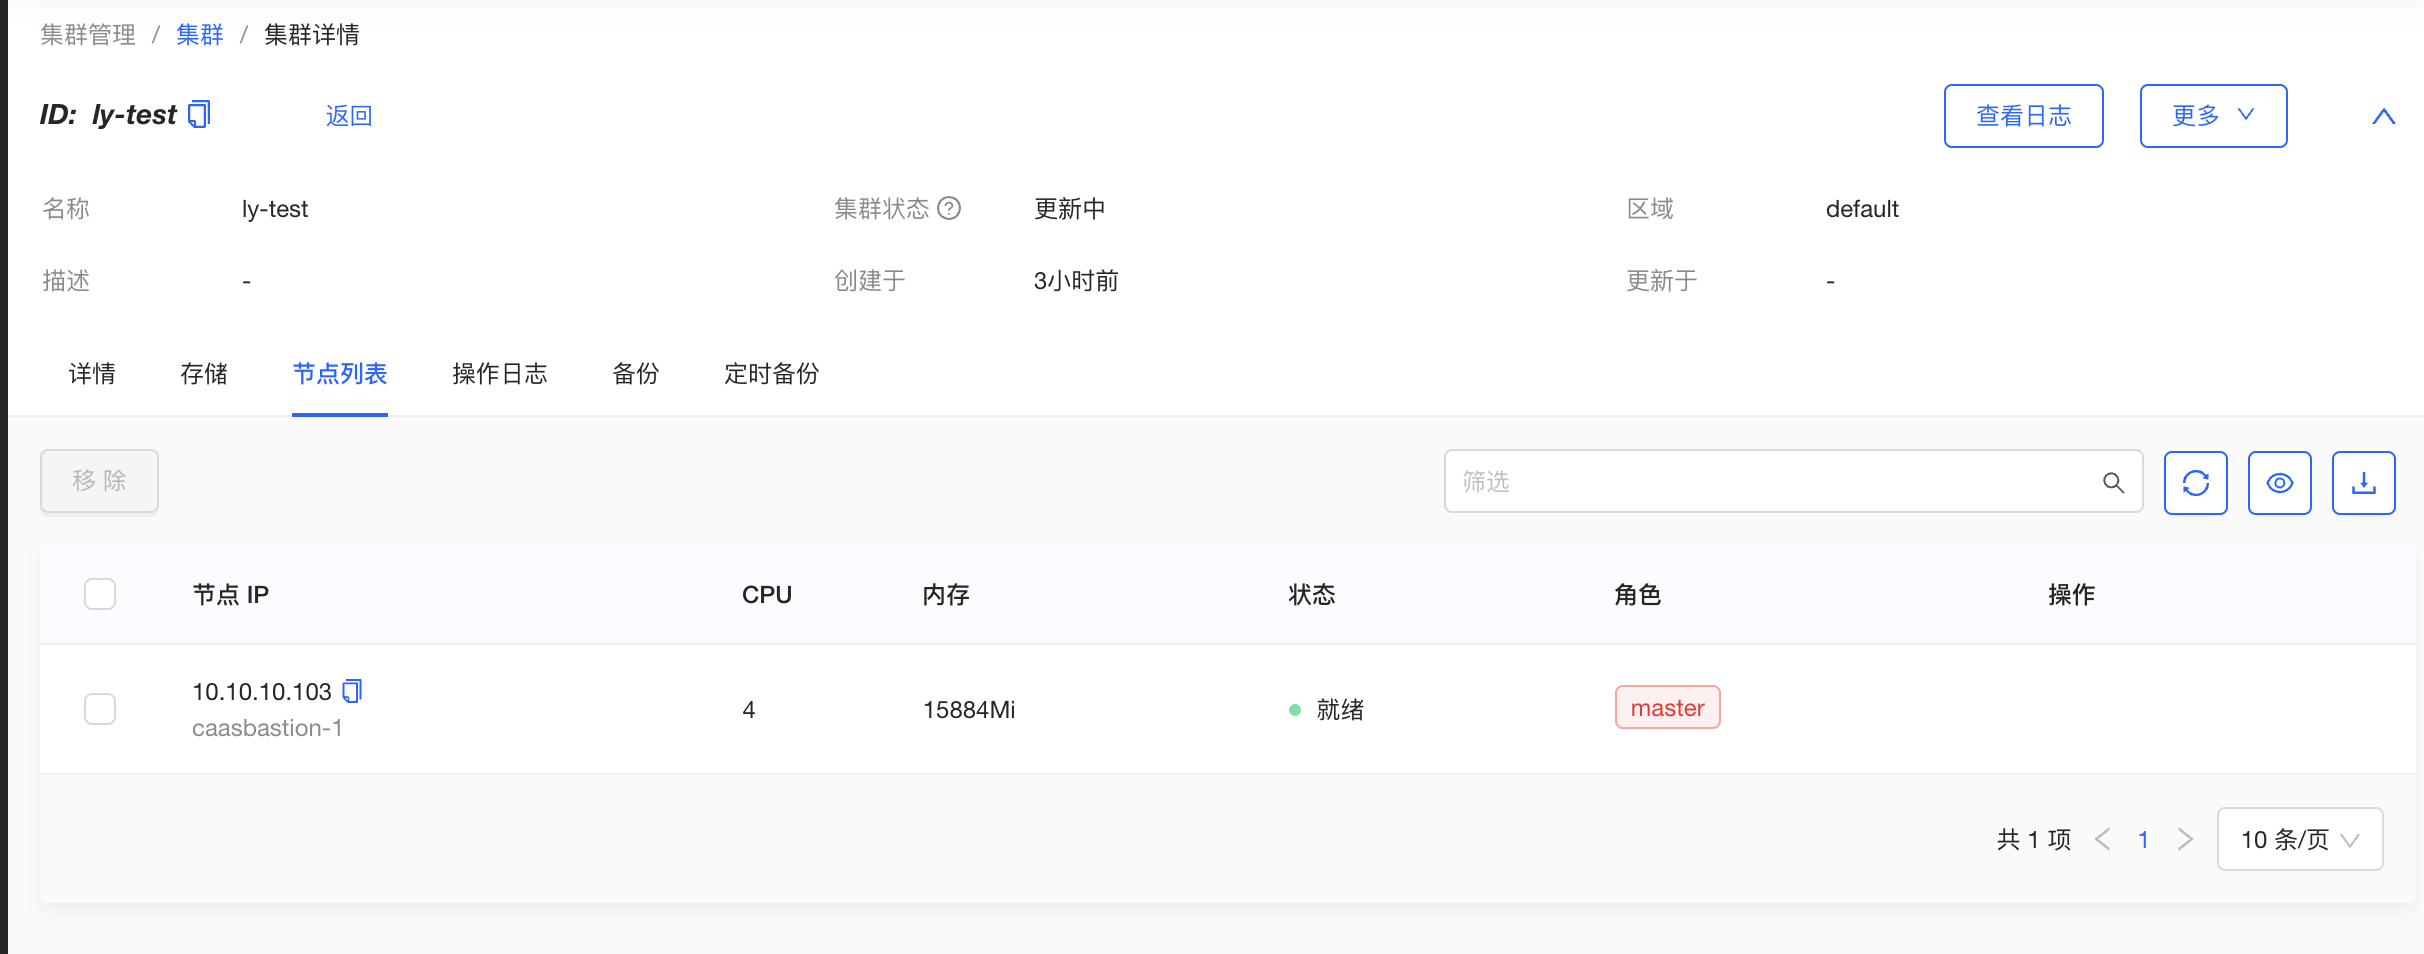 集群管理 / 集群 / 集群详情
ID: ly-test 返回 查看日志 更多
名称 ly-test 集群状态 ? 更新中 区域 default
描述 - 创建于 3小时前 更新于 -
详情 存储 节点列表 操作日志 备份 定时备份
移 除 筛选
节点 IP CPU 内存 状态 角色 操作
10.10.10.103 4 15884Mi 就绪 master
caasbastion-1
共 1 项 < 1 > 10 条/页